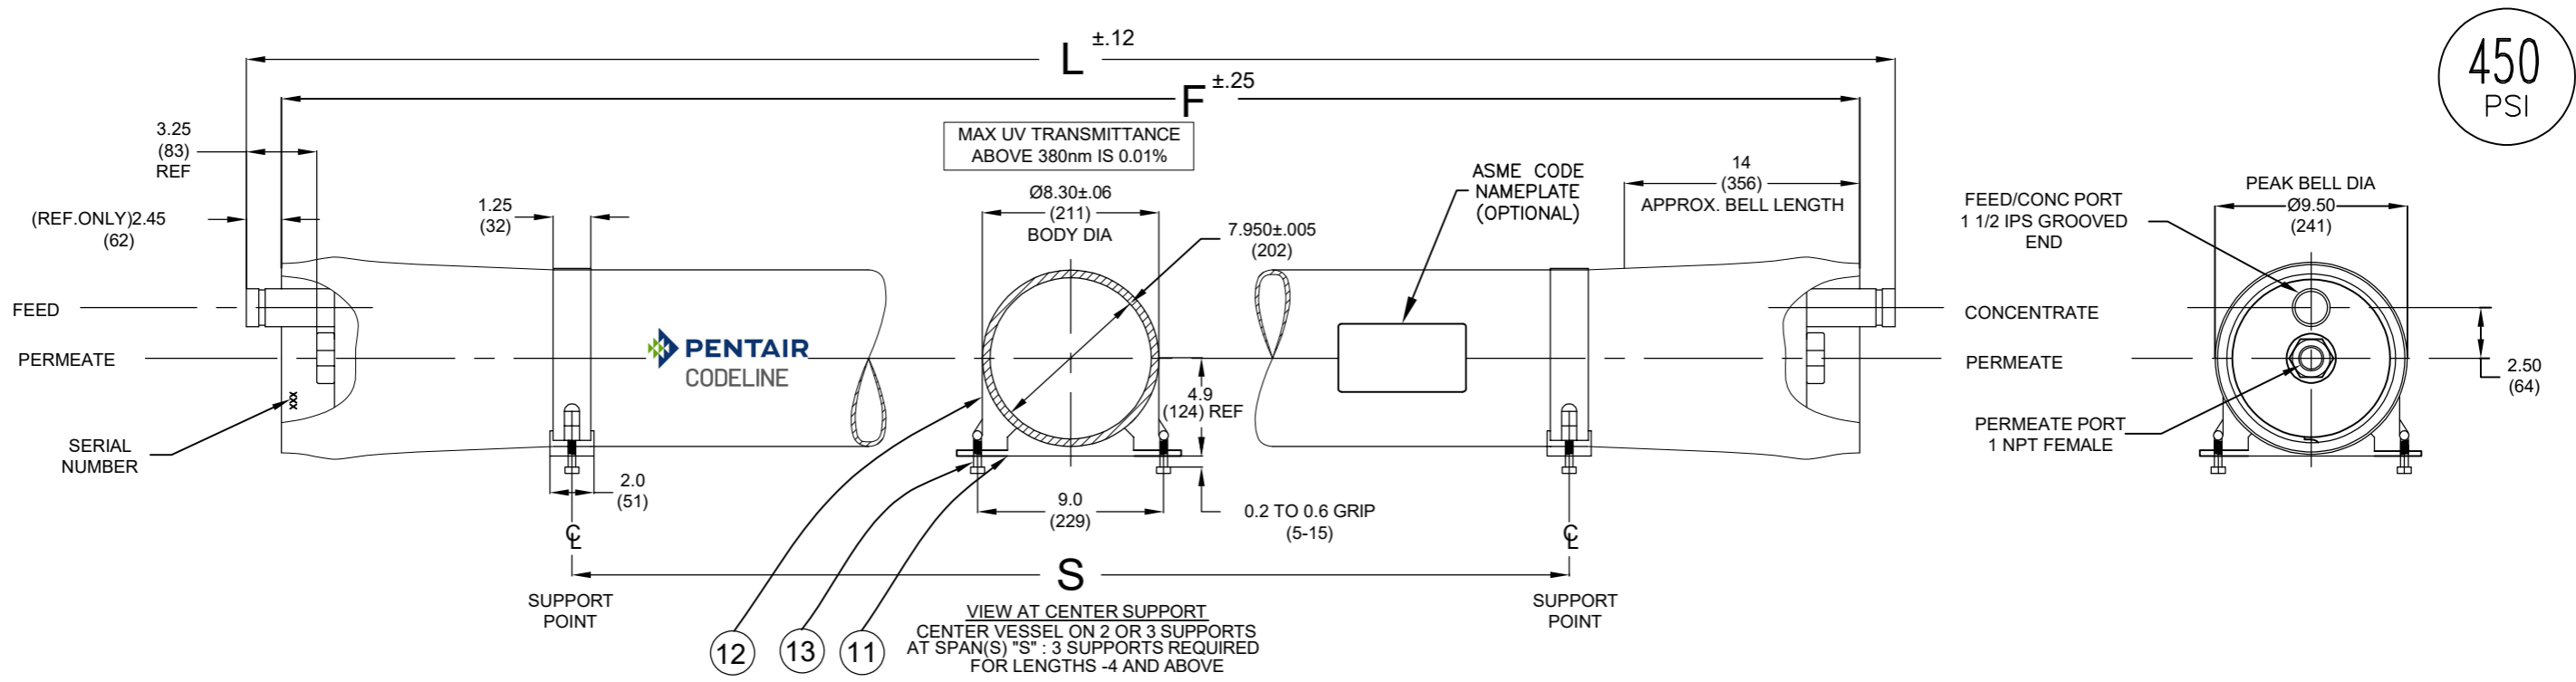 L ±.12
F ±.25
450
PSI
3.25
(83)
REF
MAX UV TRANSMITTANCE
ABOVE 380nm IS 0.01%
(REF.ONLY)2.45
(62)
1.25
(32)
Ø8.30±.06
(211)
BODY DIA
7.950±.005
(202)
ASME CODE
NAMEPLATE
(OPTIONAL)
14
(356)
APPROX. BELL LENGTH
FEED/CONC PORT
1 1/2 IPS GROOVED
END
PEAK BELL DIA
Ø9.50
(241)
FEED
CONCENTRATE
PERMEATE
PENTAIR
CODELINE
PERMEATE
2.50
(64)
XXX
SERIAL
NUMBER
4.9
(124) REF
PERMEATE PORT
1 NPT FEMALE
2.0
(51)
9.0
(229)
0.2 TO 0.6 GRIP
(5-15)
℄
℄
S
SUPPORT
POINT
SUPPORT
POINT
VIEW AT CENTER SUPPORT
CENTER VESSEL ON 2 OR 3 SUPPORTS
AT SPAN(S) "S" : 3 SUPPORTS REQUIRED
FOR LENGTHS -4 AND ABOVE
12
13
11